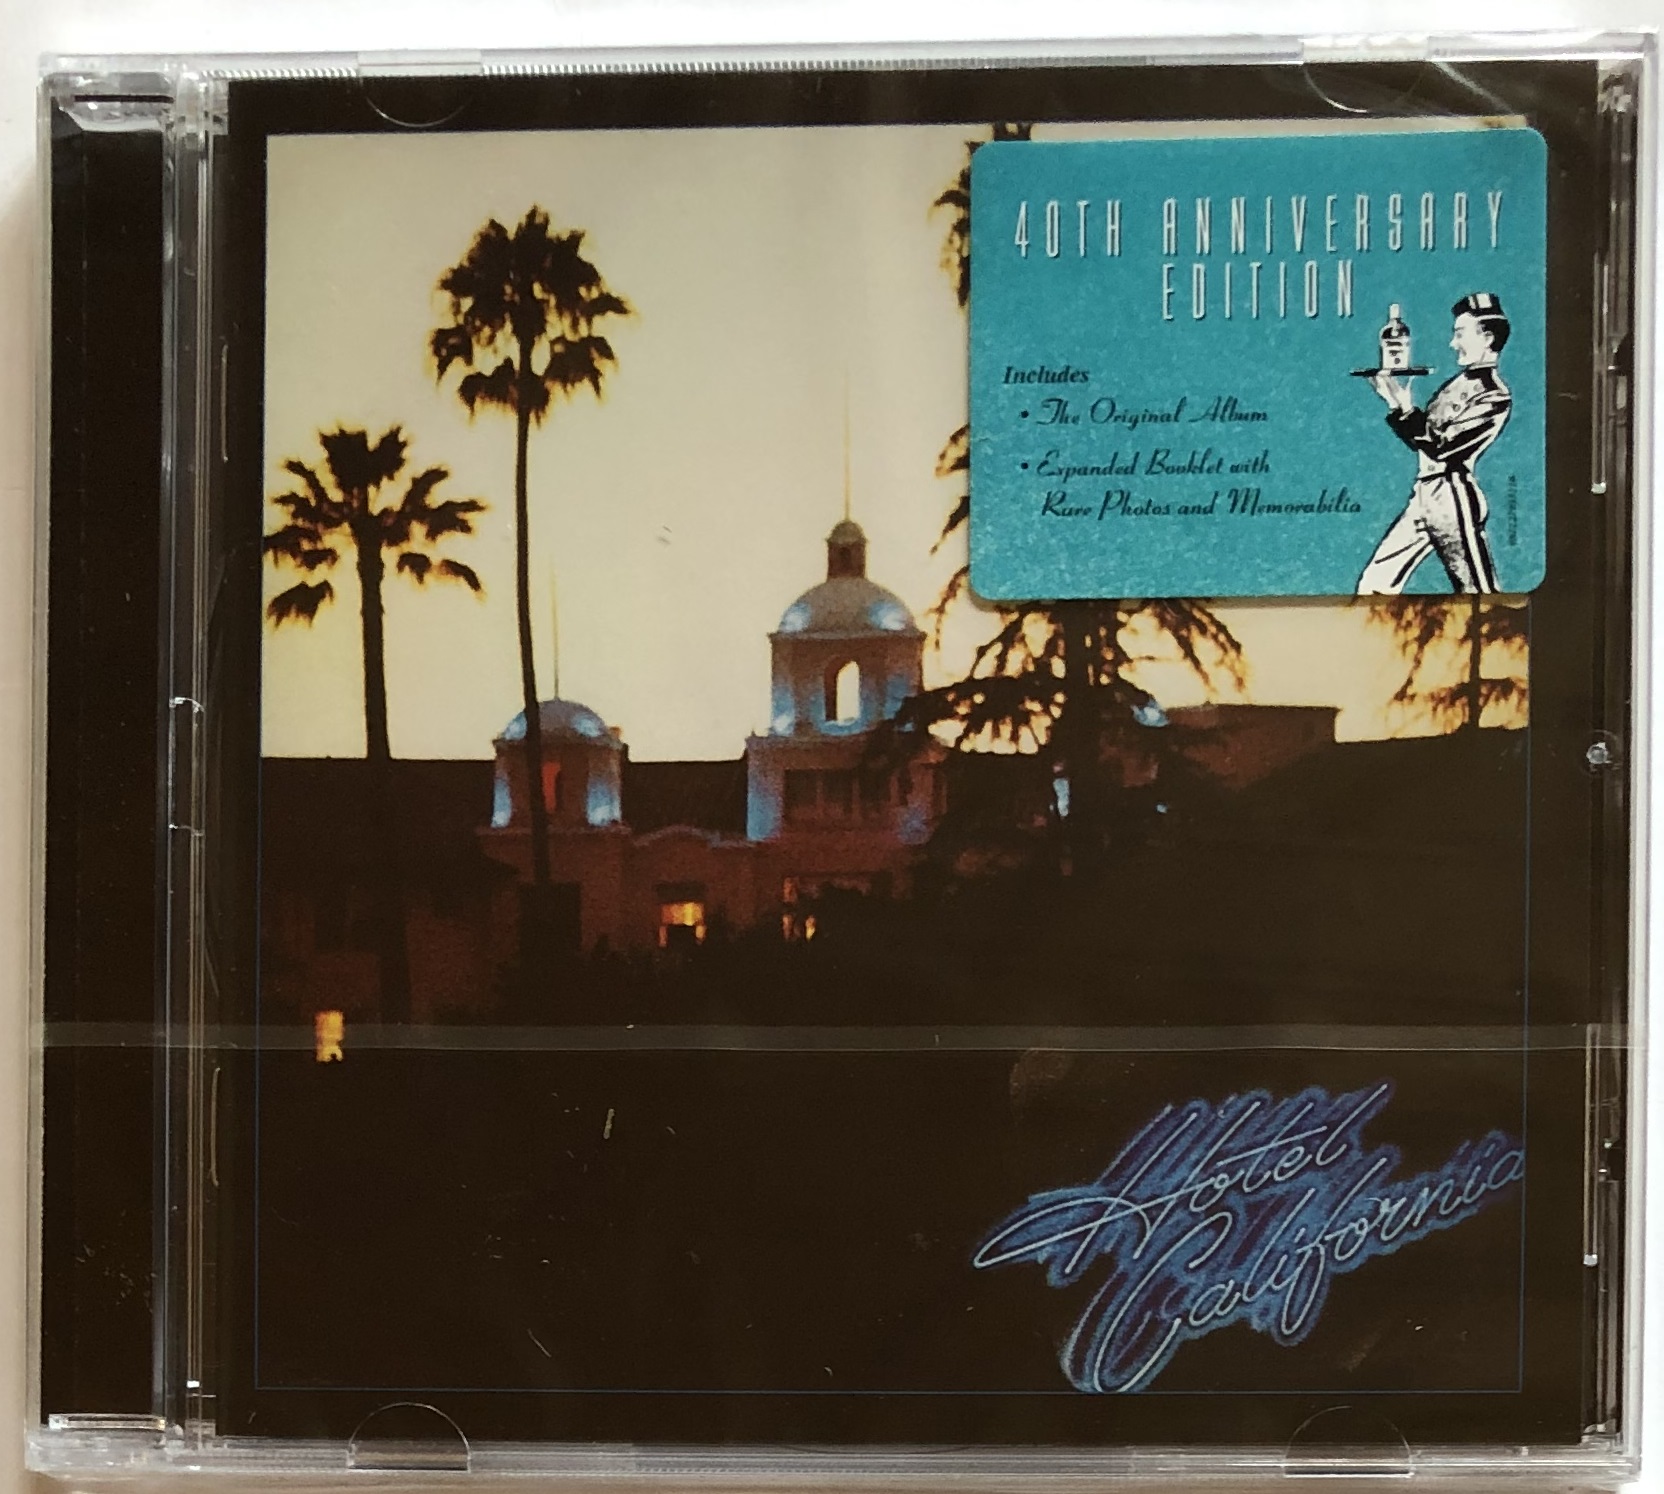 40TH ANNIVERSARY
EDITION
Includes
• The Original Album
• Expanded Booklet with
Rare Photos and Memorabilia
Hotel
California